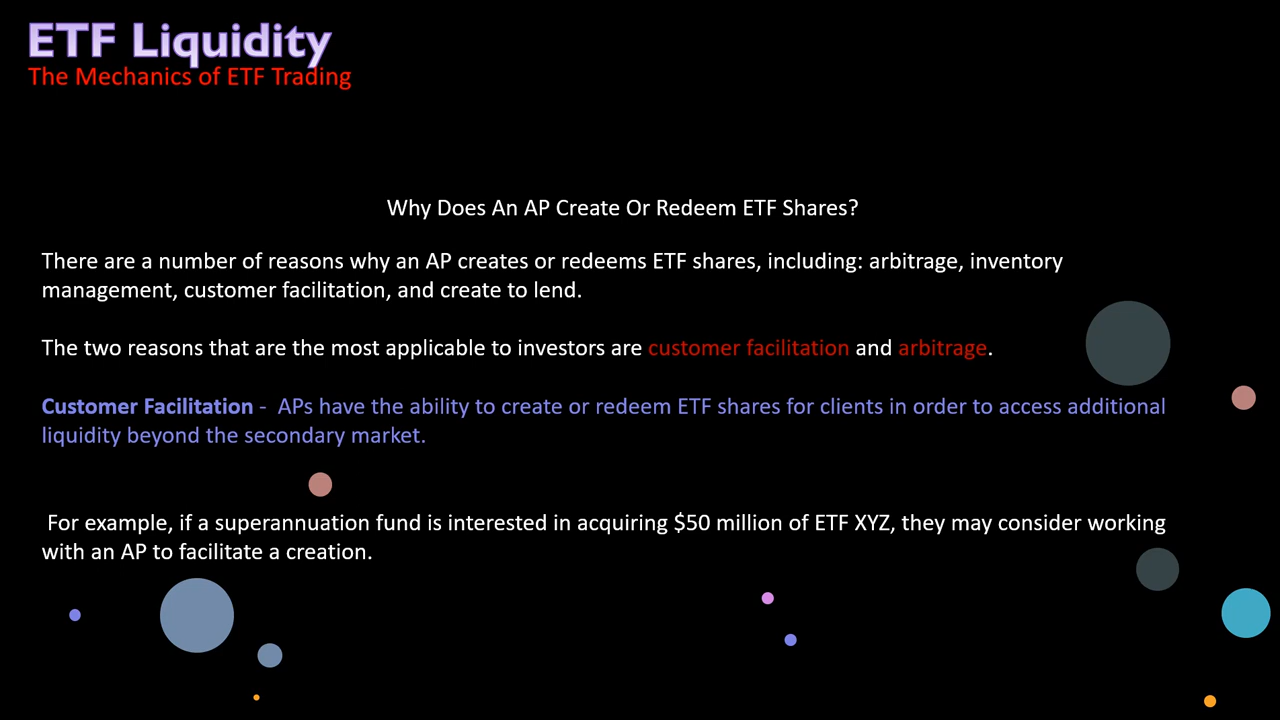 ETF Liquidity
The Mechanics of ETF Trading
Why Does An AP Create Or Redeem ETF Shares?
There are a number of reasons why an AP creates or redeems ETF shares, including: arbitrage, inventory
management, customer facilitation, and create to lend.
The two reasons that are the most applicable to investors are customer facilitation and arbitrage.
Customer Facilitation - APs have the ability to create or redeem ETF shares for clients in order to access additional
liquidity beyond the secondary market.
For example, if a superannuation fund is interested in acquiring $50 million of ETF XYZ, they may consider working
with an AP to facilitate a creation.